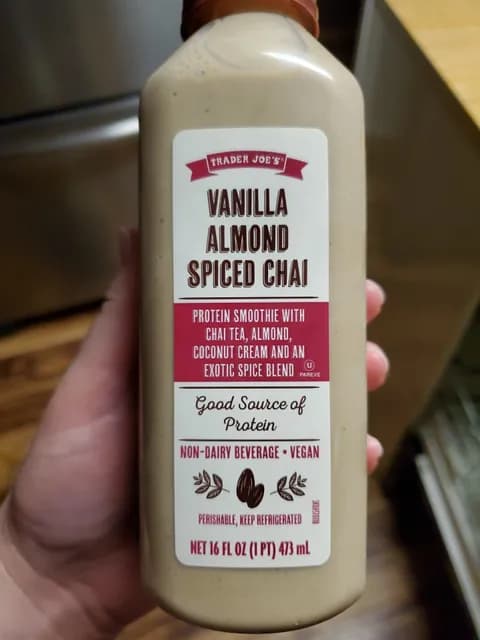 TRADER JOE'S®
VANILLA
ALMOND
SPICED CHAI
PROTEIN SMOOTHIE WITH
CHAI TEA, ALMOND,
COCONUT CREAM AND AN
EXOTIC SPICE BLEND
U
PAREVE
Good Source of
Protein
NON-DAIRY BEVERAGE • VEGAN
PERISHABLE, KEEP REFRIGERATED
NET 16 FL OZ (1 PT) 473 mL